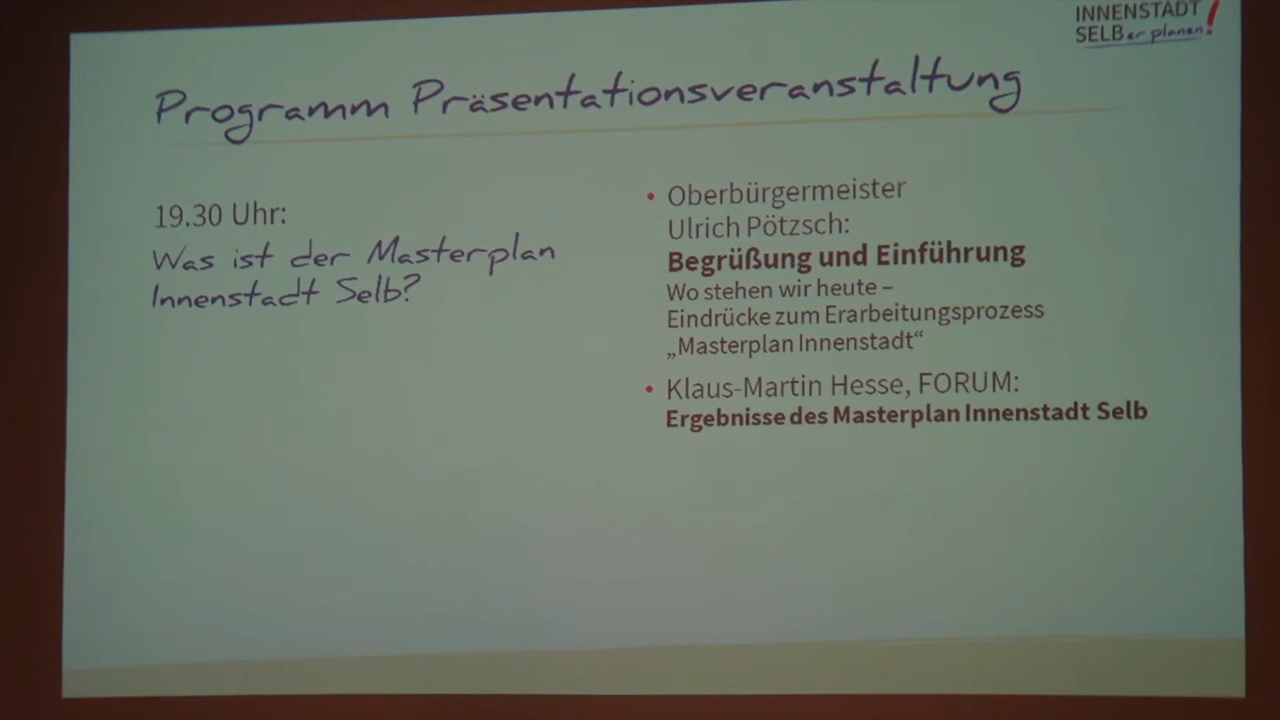 INNENSTADT
SELBer planen!
Programm Präsentationsveranstaltung
19.30 Uhr:
Was ist der Masterplan
Innenstadt Selb?
• Oberbürgermeister
Ulrich Pötzsch:
Begrüßung und Einführung
Wo stehen wir heute –
Eindrücke zum Erarbeitungsprozess
„Masterplan Innenstadt“
• Klaus-Martin Hesse, FORUM:
Ergebnisse des Masterplan Innenstadt Selb